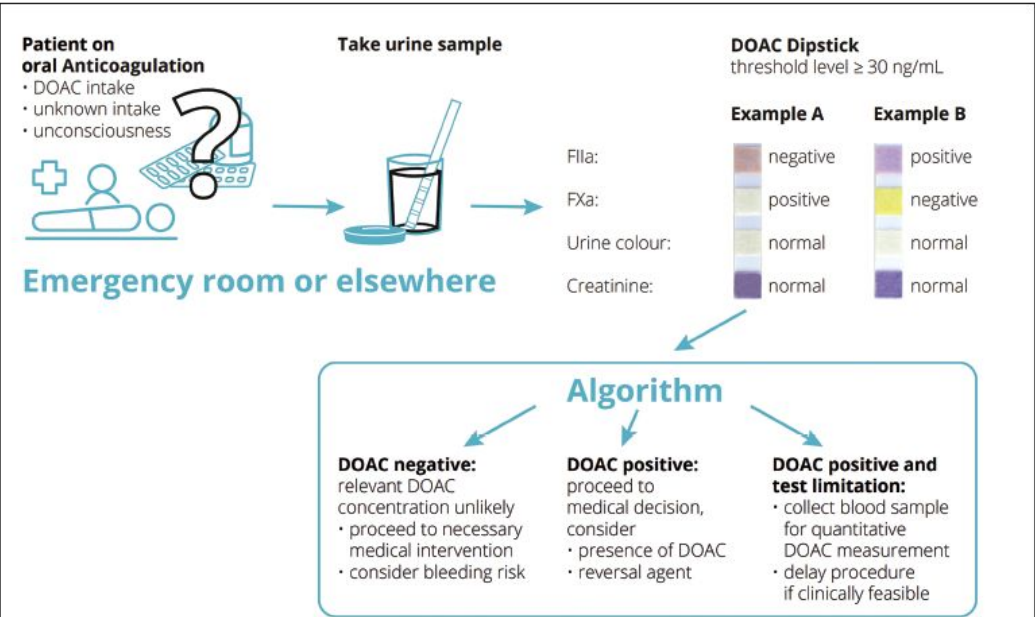 Patient on
oral Anticoagulation
· DOAC intake
· unknown intake
· unconsciousness
?
Take urine sample
DOAC Dipstick
threshold level ≥ 30 ng/mL
Example A
Example B
FIIa:
negative
positive
FXa:
positive
negative
Urine colour:
normal
normal
Creatinine:
normal
normal
Emergency room or elsewhere
Algorithm
DOAC negative:
relevant DOAC
concentration unlikely
· proceed to necessary
medical intervention
· consider bleeding risk
DOAC positive:
proceed to
medical decision,
consider
· presence of DOAC
· reversal agent
DOAC positive and
test limitation:
· collect blood sample
for quantitative
DOAC measurement
· delay procedure
if clinically feasible